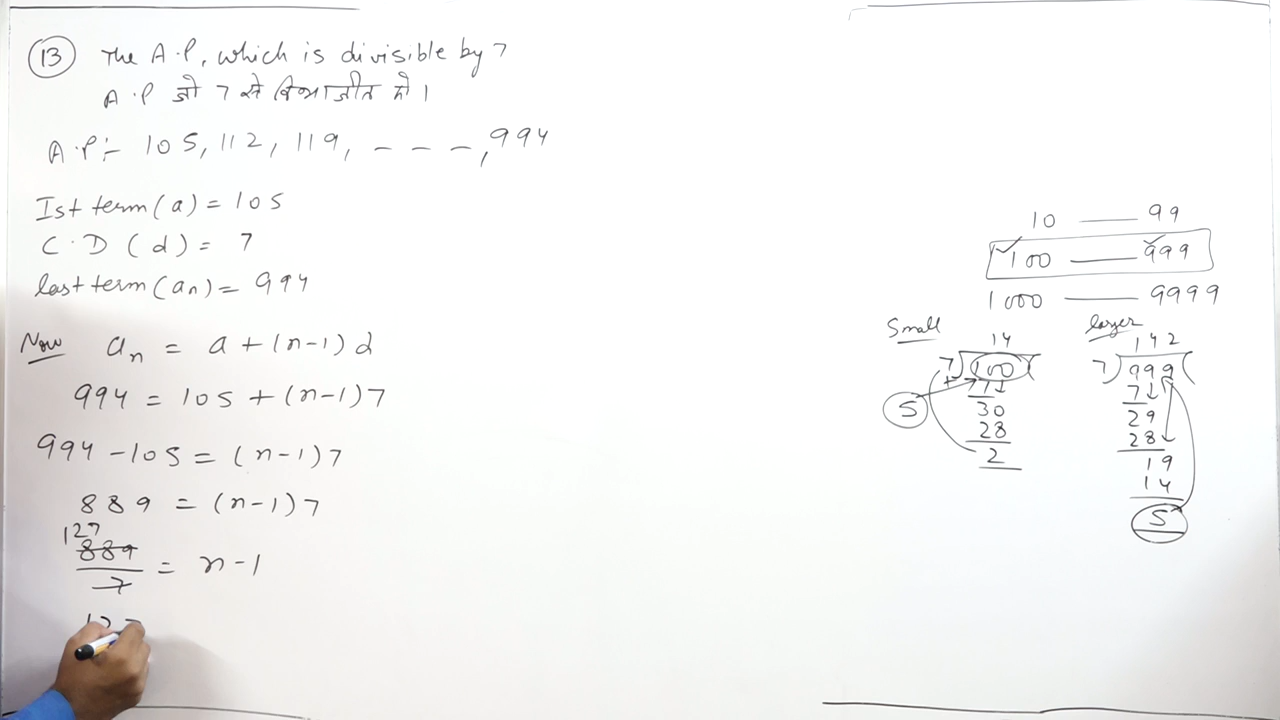 13 The A.P, which is divisible by 7
A.P जो 7 से विभाजीत हो।
A.P:- 105, 112, 119, - - -, 994
Ist term (a) = 105
C.D (d) = 7
last term (an) = 994
Now an = a + (n-1) d
994 = 105 + (n-1) 7
994 - 105 = (n-1) 7
889 = (n-1) 7
127
889/7 = n-1
10 —— 99
100 —— 999
1000 —— 9999
Small
14
7) 100 (
+ 7↓
30
28
2
5
larger
142
7) 999 (
7↓
29
28
19
14
5